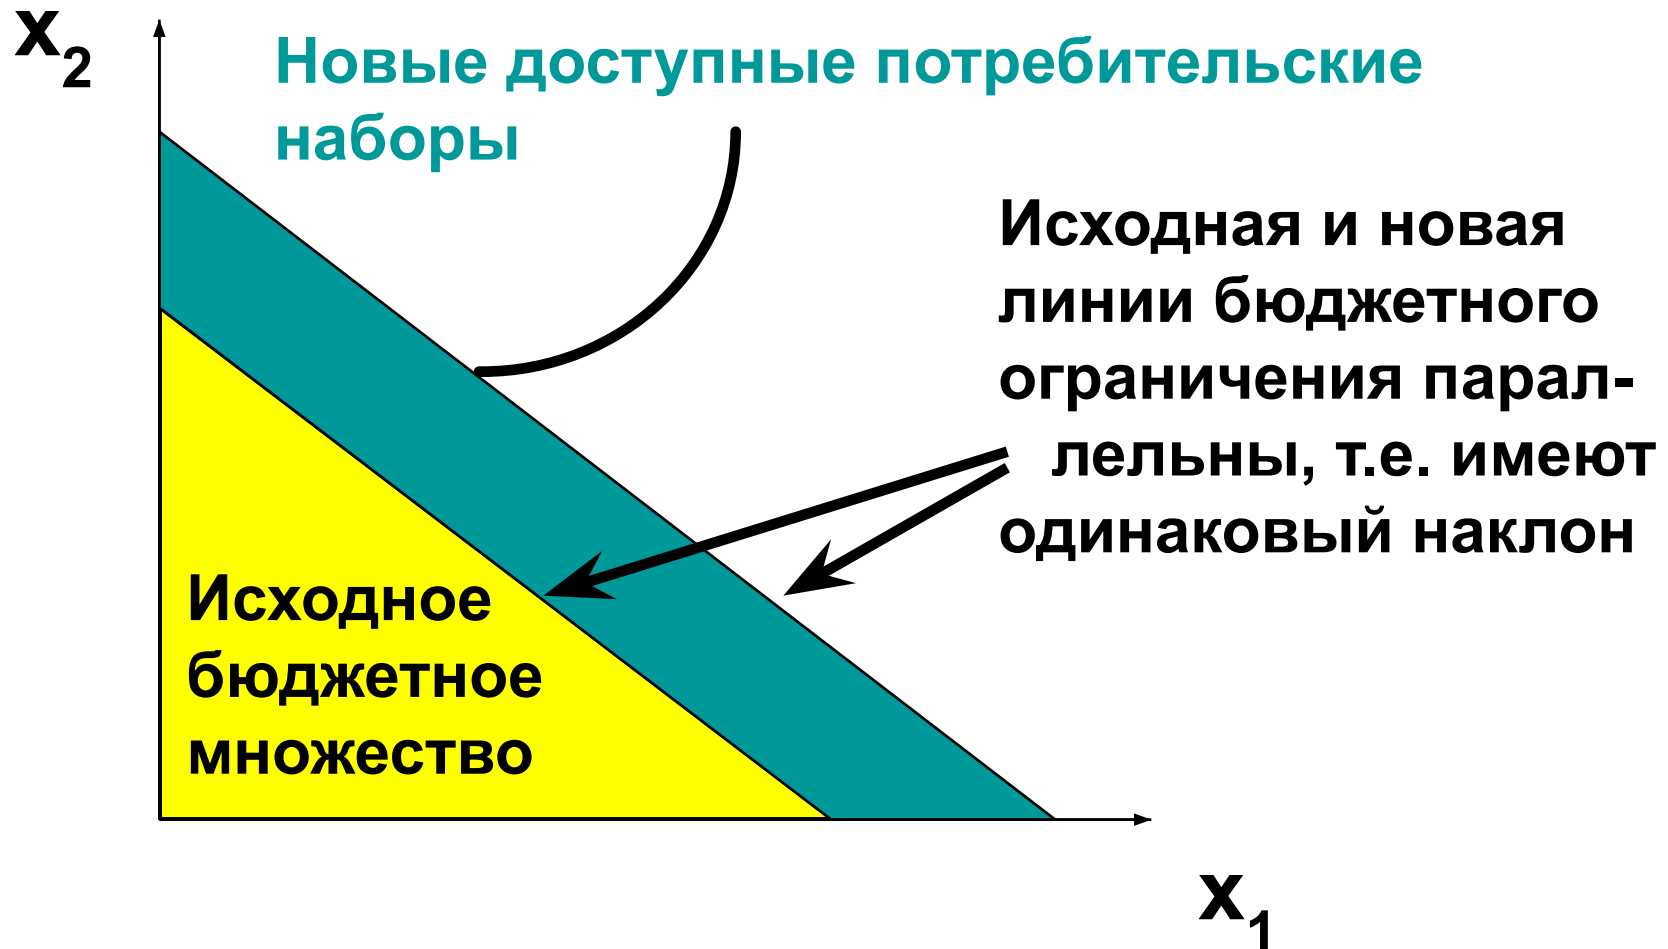 x2
Новые доступные потребительские
наборы
Исходная и новая
линии бюджетного
ограничения парал-
лельны, т.е. имеют
одинаковый наклон
Исходное
бюджетное
множество
x1